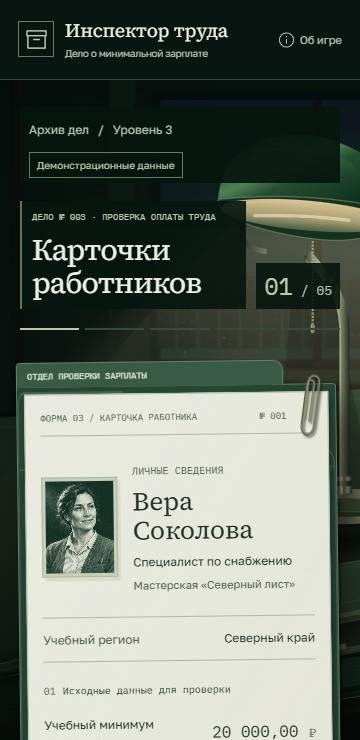 Инспектор труда
Дело о минимальной зарплате
Об игре
Архив дел / Уровень 3
Демонстрационные данные
ДЕЛО № 003 · ПРОВЕРКА ОПЛАТЫ ТРУДА
Карточки
работников
01 / 05
ОТДЕЛ ПРОВЕРКИ ЗАРПЛАТЫ
ФОРМА 03 / КАРТОЧКА РАБОТНИКА
№ 001
ЛИЧНЫЕ СВЕДЕНИЯ
Вера
Соколова
Специалист по снабжению
Мастерская «Северный лист»
Учебный регион
Северный край
01 Исходные данные для проверки
Учебный минимум
20 000,00 ₽